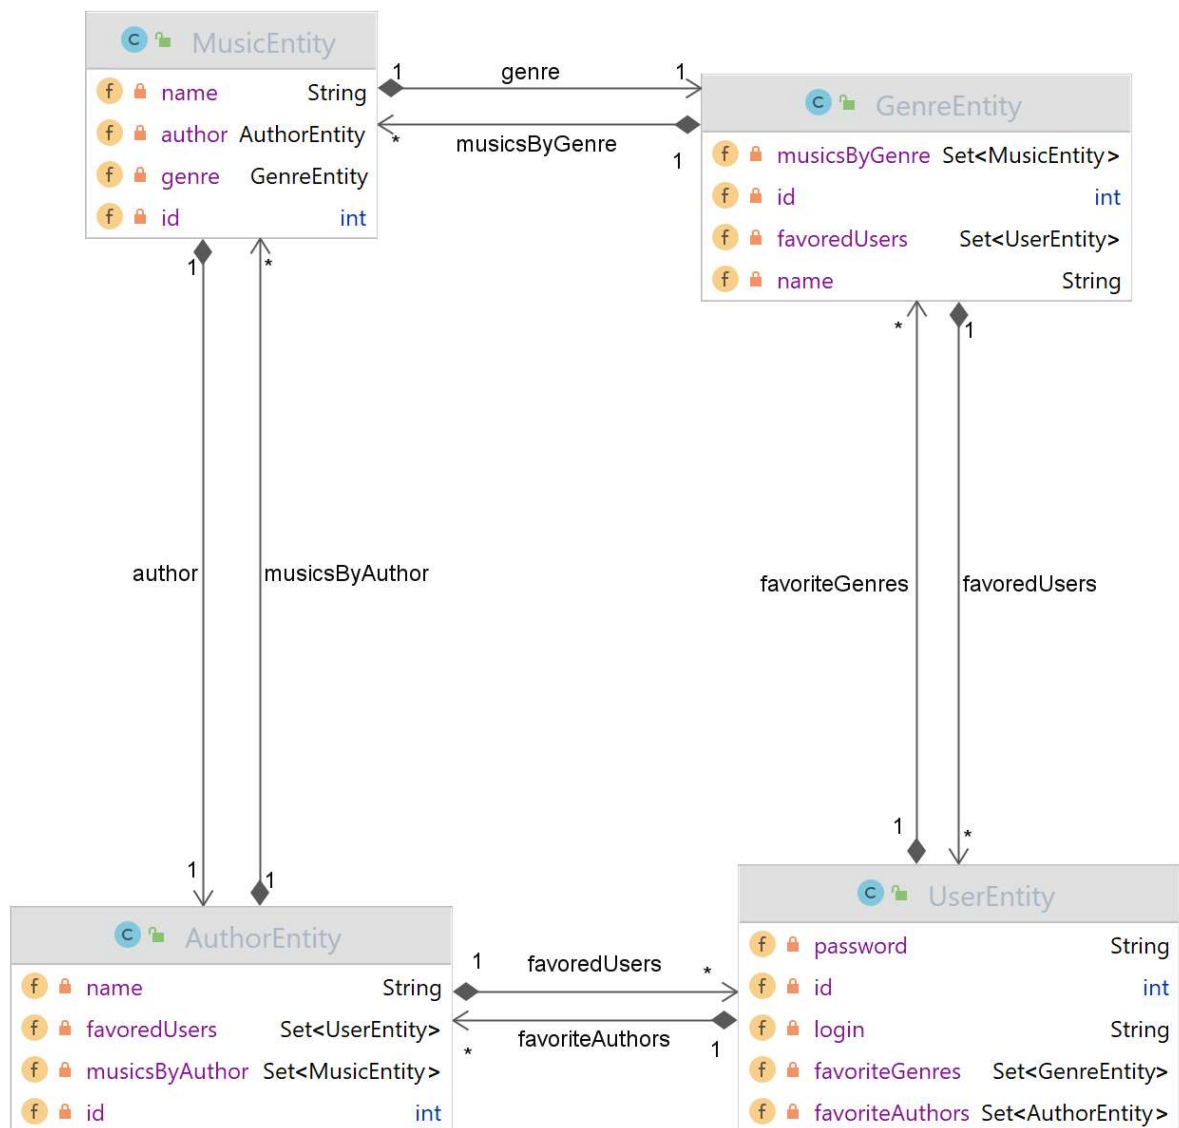 C MusicEntity
f name String
f author AuthorEntity
f genre GenreEntity
f id int
1 genre 1
* musicsByGenre 1
C GenreEntity
f musicsByGenre Set<MusicEntity>
f id int
f favoredUsers Set<UserEntity>
f name String
1 *
* 1
author musicsByAuthor
favoriteGenres favoredUsers
1 1
1 *
C AuthorEntity
f name String
f favoredUsers Set<UserEntity>
f musicsByAuthor Set<MusicEntity>
f id int
1 favoredUsers *
* favoriteAuthors 1
C UserEntity
f password String
f id int
f login String
f favoriteGenres Set<GenreEntity>
f favoriteAuthors Set<AuthorEntity>